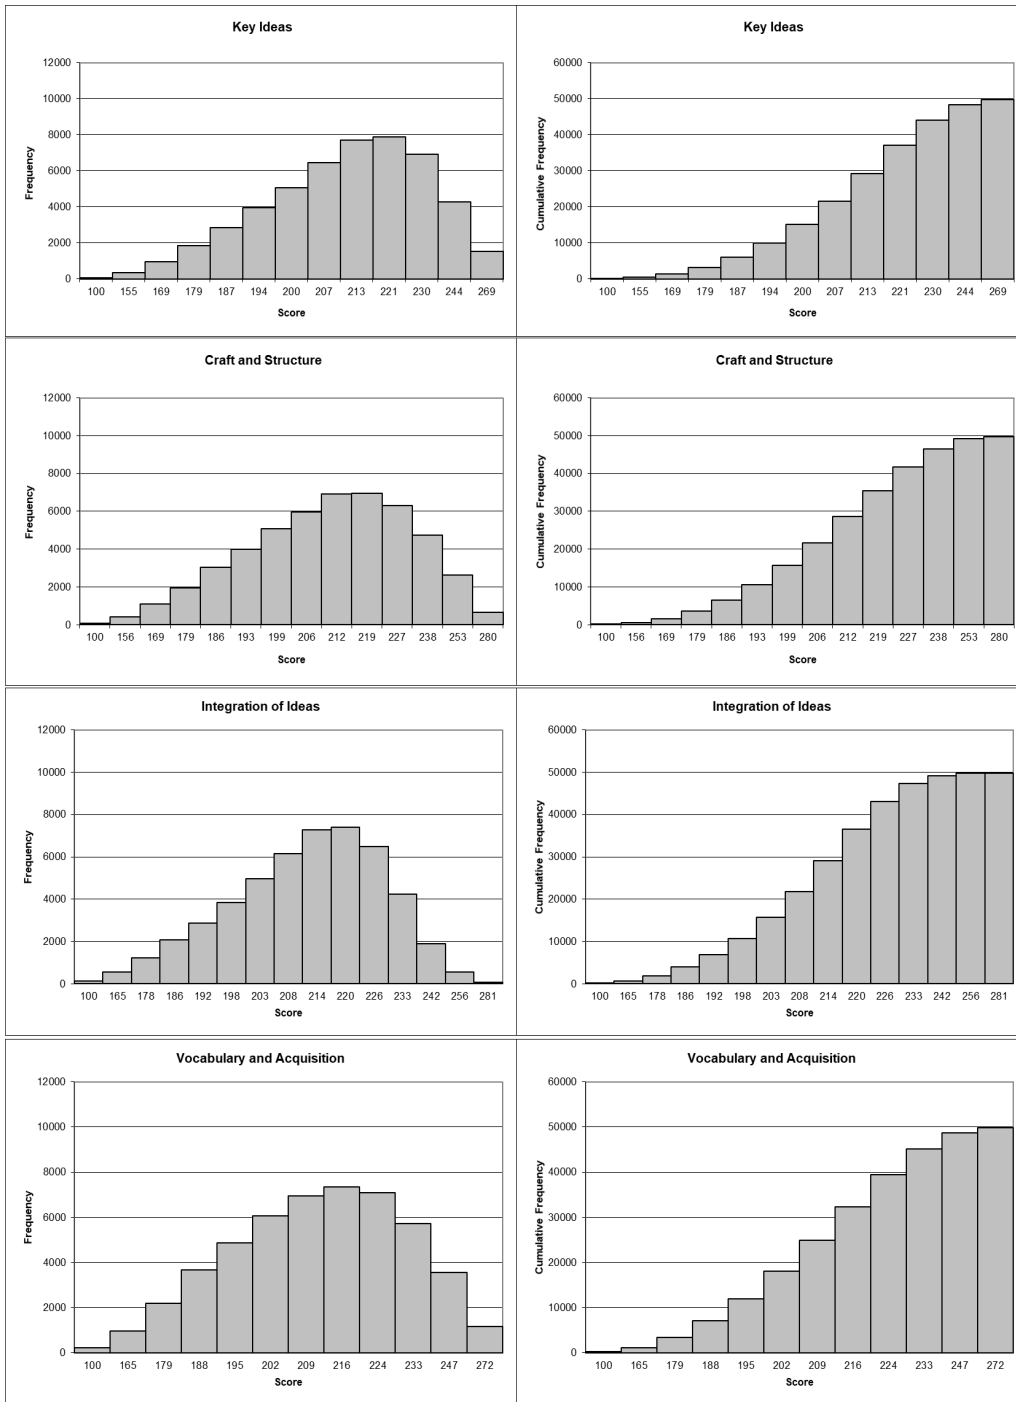 Key Ideas
12000
10000
8000
6000
4000
2000
0
Frequency
100 155 169 179 187 194 200 207 213 221 230 244 269
Score
Key Ideas
60000
50000
40000
30000
20000
10000
0
Cumulative Frequency
100 155 169 179 187 194 200 207 213 221 230 244 269
Score
Craft and Structure
12000
10000
8000
6000
4000
2000
0
Frequency
100 156 169 179 186 193 199 206 212 219 227 238 253 280
Score
Craft and Structure
60000
50000
40000
30000
20000
10000
0
Cumulative Frequency
100 156 169 179 186 193 199 206 212 219 227 238 253 280
Score
Integration of Ideas
12000
10000
8000
6000
4000
2000
0
Frequency
100 165 178 186 192 198 203 208 214 220 226 233 242 256 281
Score
Integration of Ideas
60000
50000
40000
30000
20000
10000
0
Cumulative Frequency
100 165 178 186 192 198 203 208 214 220 226 233 242 256 281
Score
Vocabulary and Acquisition
12000
10000
8000
6000
4000
2000
0
Frequency
100 165 179 188 195 202 209 216 224 233 247 272
Score
Vocabulary and Acquisition
60000
50000
40000
30000
20000
10000
0
Cumulative Frequency
100 165 179 188 195 202 209 216 224 233 247 272
Score